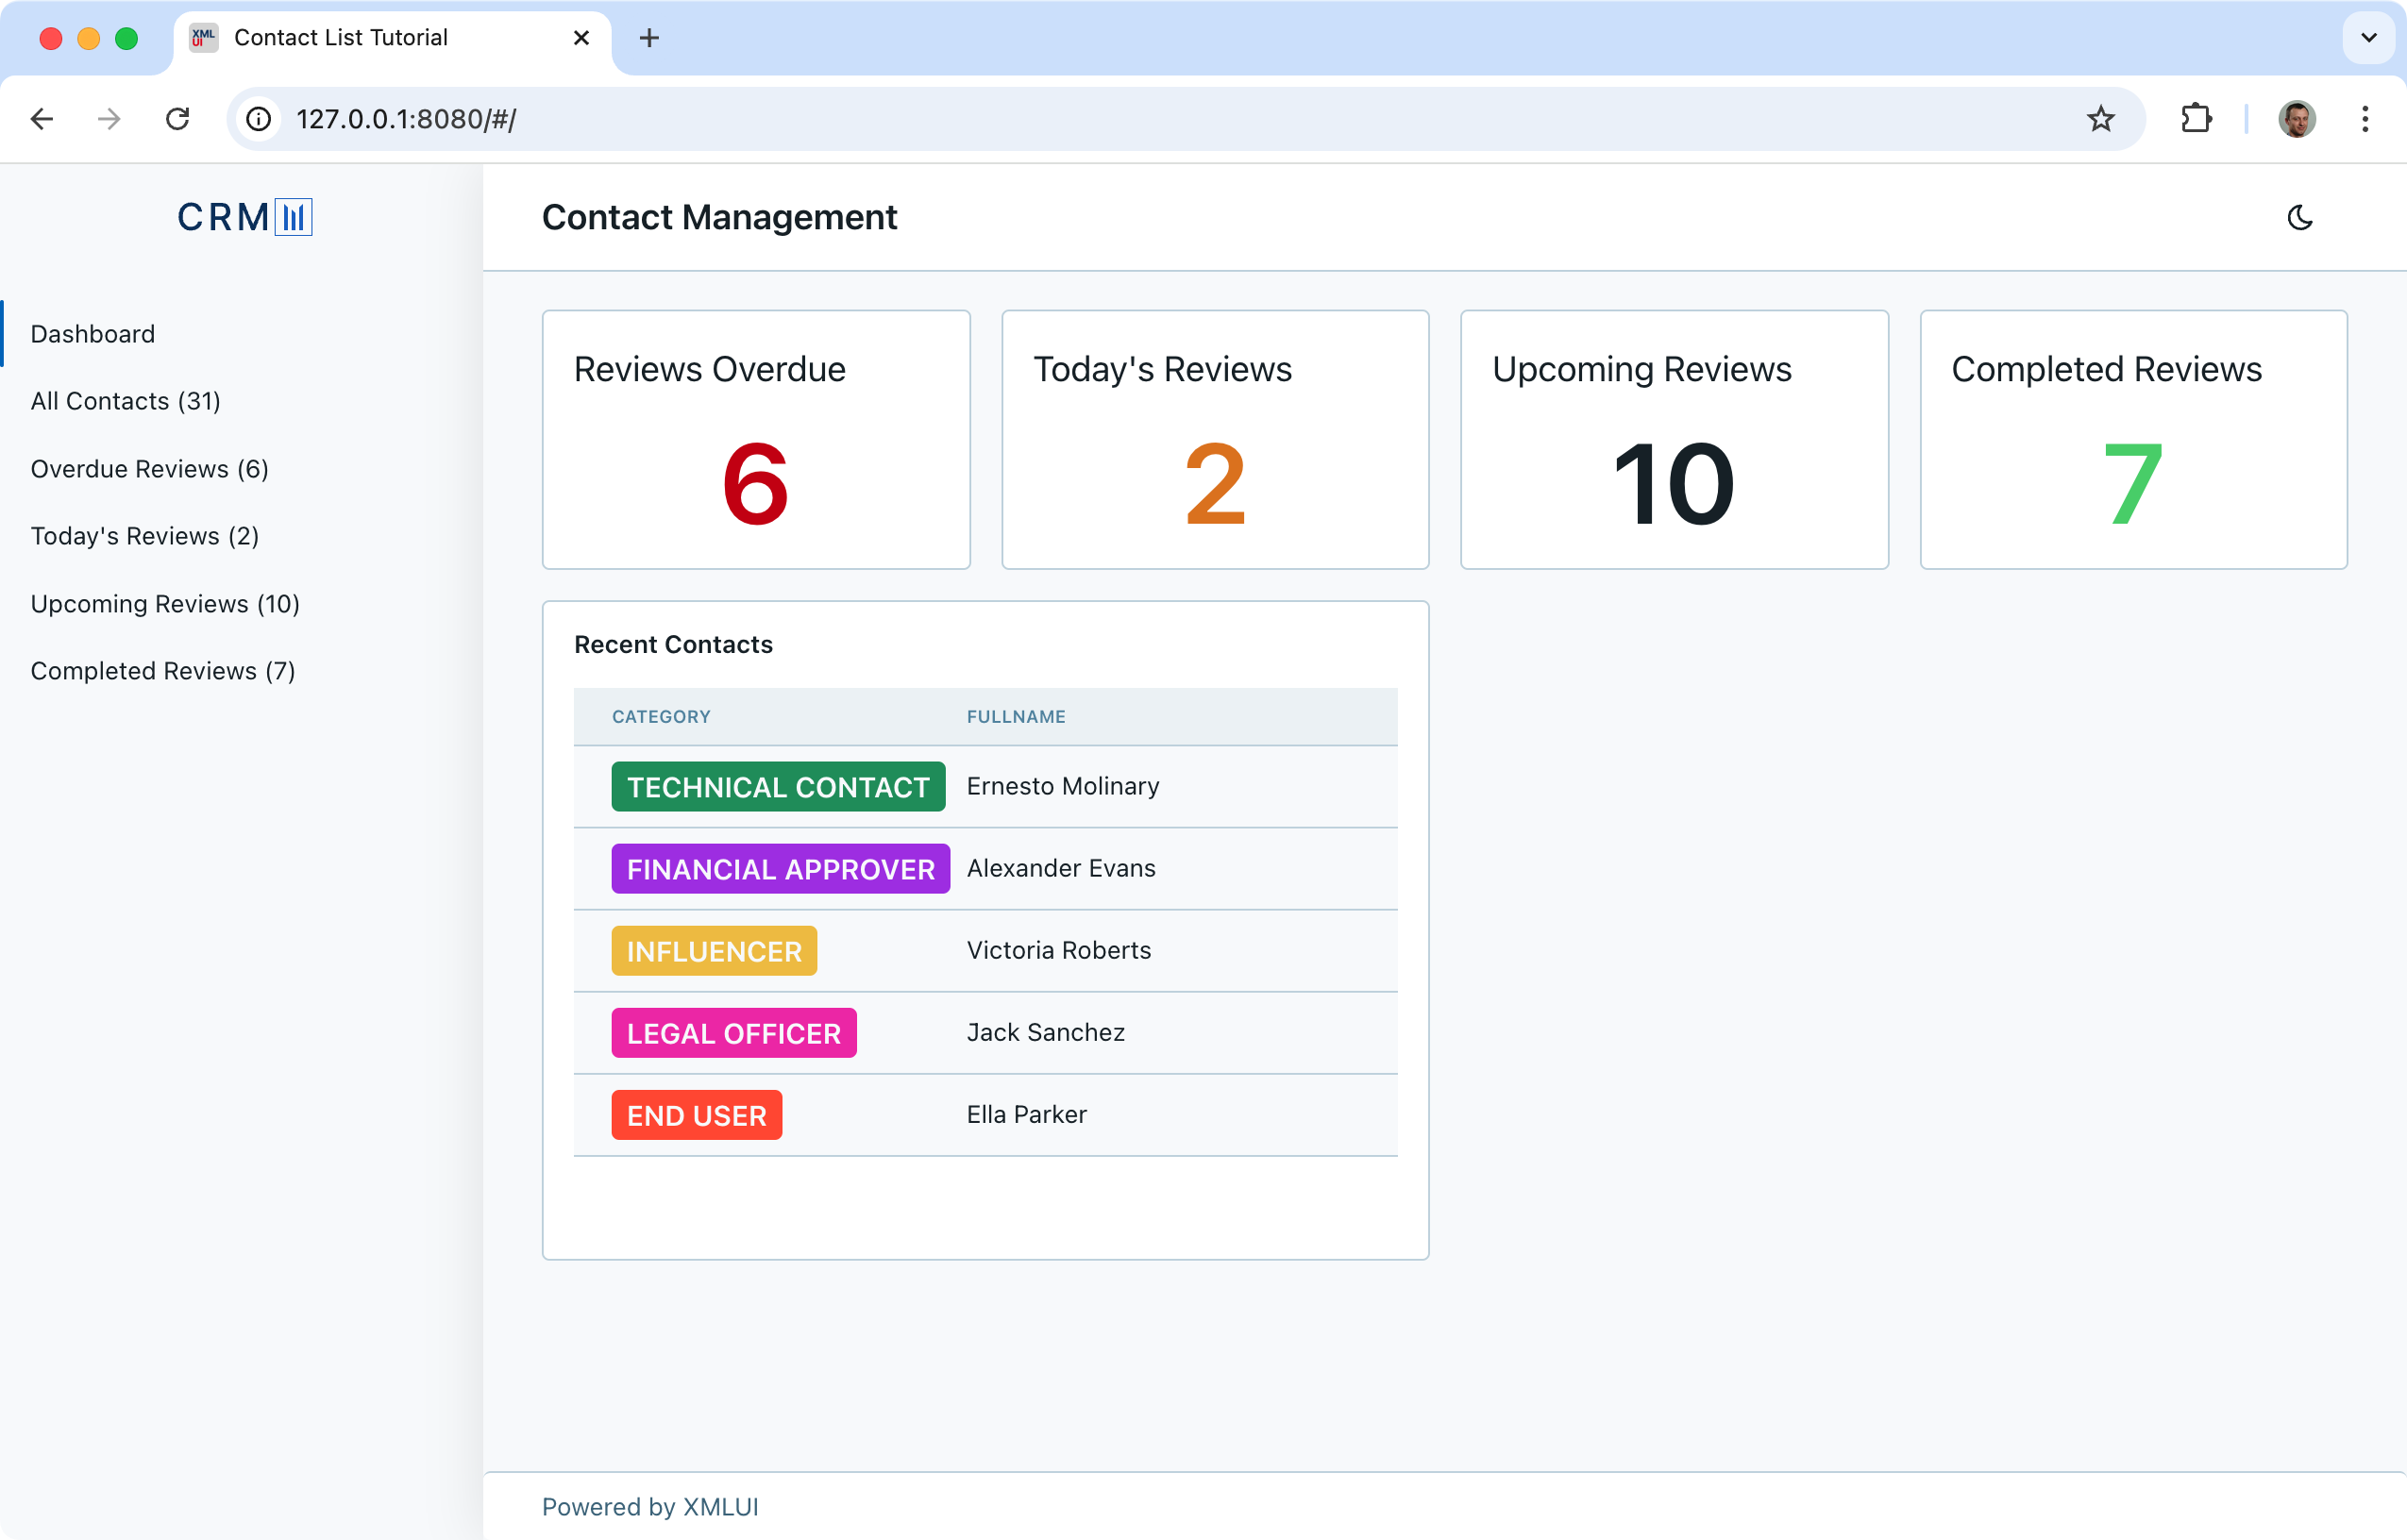 XML
UI
Contact List Tutorial
127.0.0.1:8080/#/
CRM
Contact Management
Dashboard
All Contacts (31)
Overdue Reviews (6)
Today's Reviews (2)
Upcoming Reviews (10)
Completed Reviews (7)
Reviews Overdue
6
Today's Reviews
2
Upcoming Reviews
10
Completed Reviews
7
Recent Contacts
CATEGORY FULLNAME
TECHNICAL CONTACT Ernesto Molinary
FINANCIAL APPROVER Alexander Evans
INFLUENCER Victoria Roberts
LEGAL OFFICER Jack Sanchez
END USER Ella Parker
Powered by XMLUI